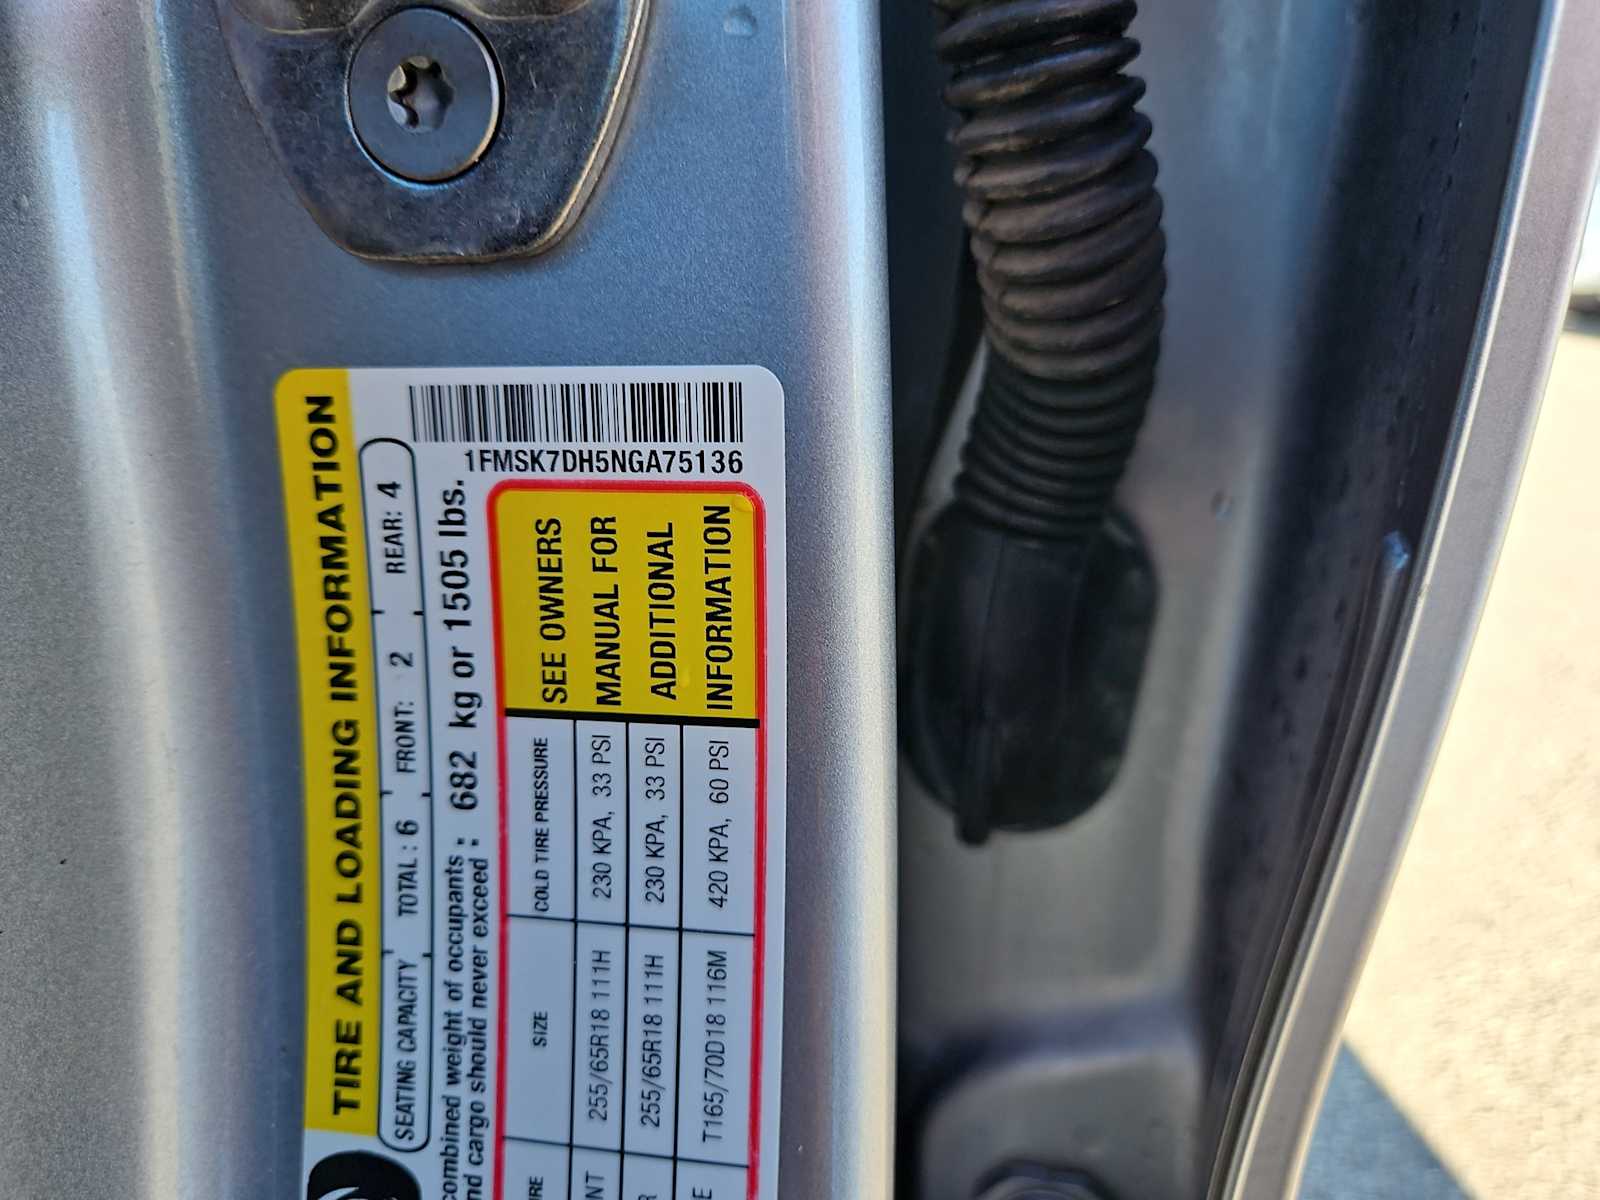 TIRE AND LOADING INFORMATION
SEATING CAPACITY TOTAL : 6 FRONT: 2 REAR: 4
combined weight of occupants :
and cargo should never exceed :
682 kg or 1505 lbs.
1FMSK7DH5NGA75136
SIZE COLD TIRE PRESSURE
255/65R18 111H 230 KPA, 33 PSI
255/65R18 111H 230 KPA, 33 PSI
T165/70D18 116M 420 KPA, 60 PSI
SEE OWNERS
MANUAL FOR
ADDITIONAL
INFORMATION